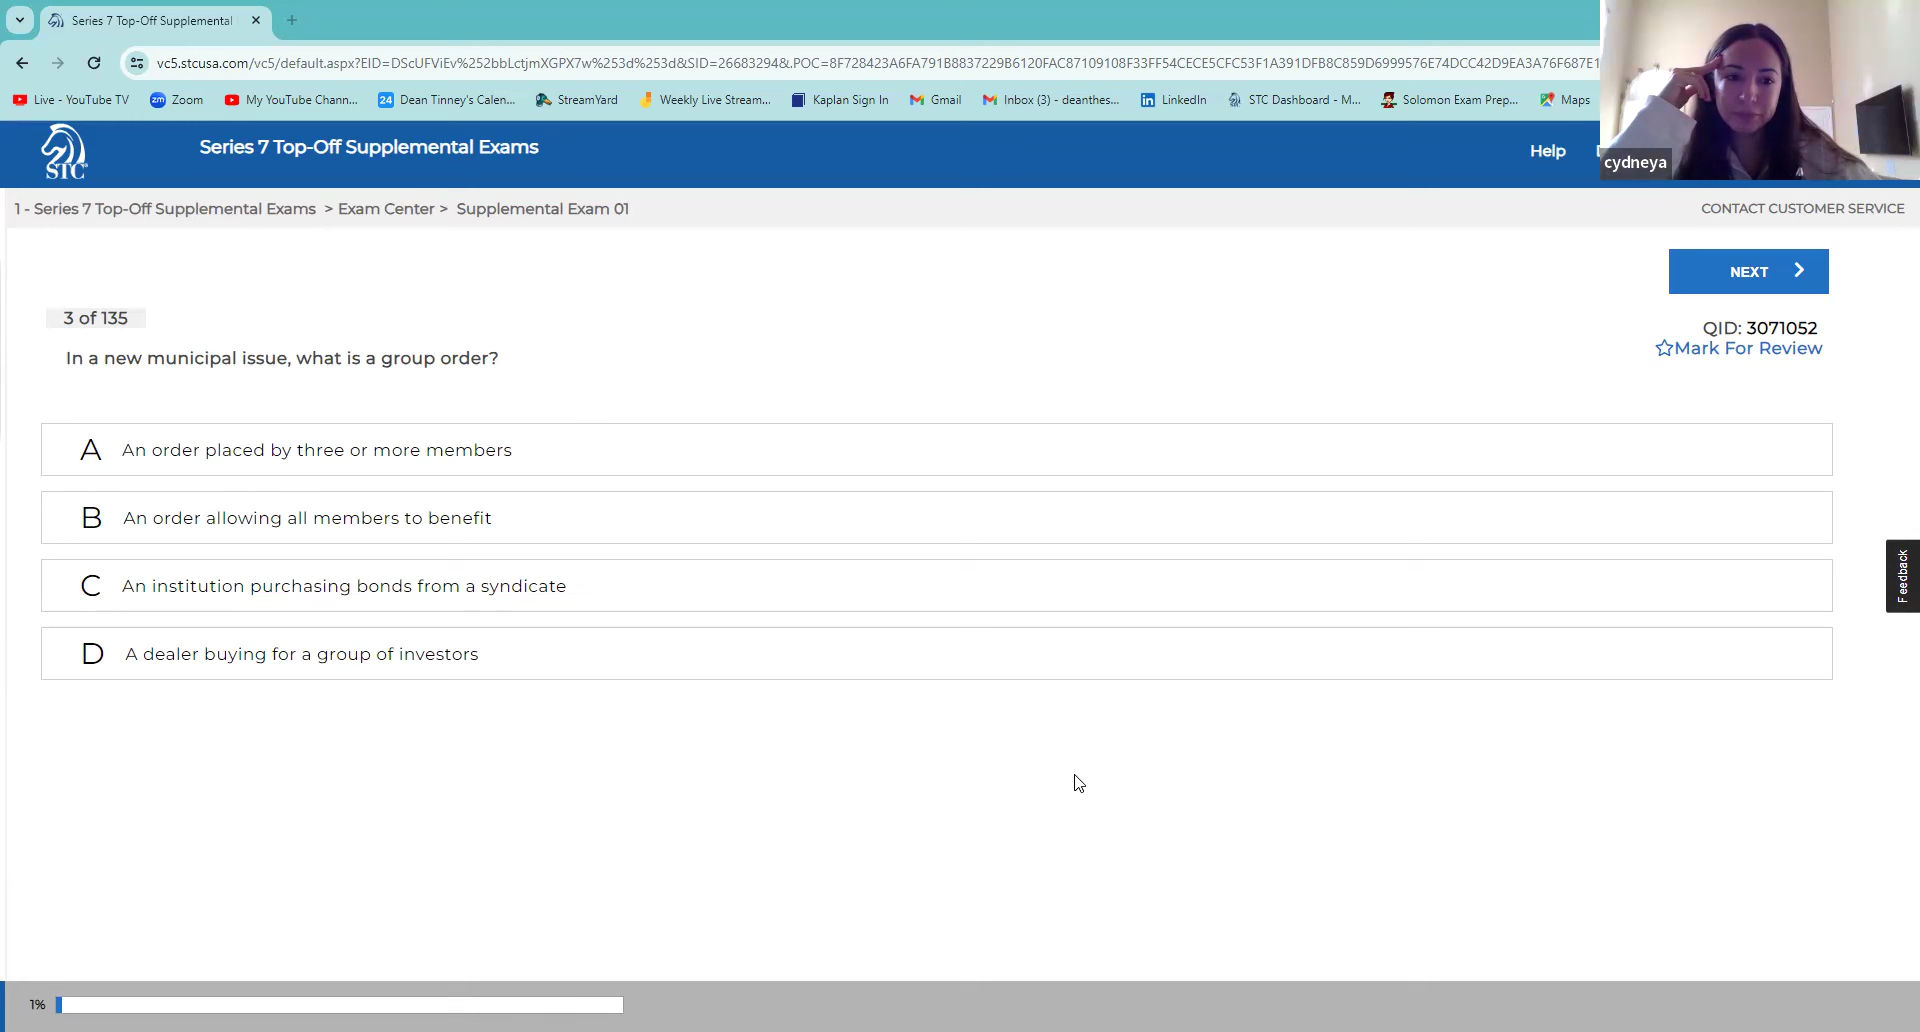 Series 7 Top-Off Supplemental
vc5.stcusa.com/vc5/default.aspx?EID=DScUFViEv%252bbLctjmXGPX7w%253d%253d&SID=26683294&.POC=8F728423A6FA791B8837229B6120FAC87109108F33FF54CECE5CFC53F1A391DFB8C859D6999576E74DCC42D9EA3A76F687E1
Live - YouTube TV
Zoom
My YouTube Chann...
24 Dean Tinney's Calen...
StreamYard
Weekly Live Stream...
Kaplan Sign In
Gmail
Inbox (3) - deanthes...
LinkedIn
STC Dashboard - M...
Solomon Exam Prep...
Maps
STC
Series 7 Top-Off Supplemental Exams
Help
cydneya
1 - Series 7 Top-Off Supplemental Exams > Exam Center > Supplemental Exam 01
CONTACT CUSTOMER SERVICE
NEXT
3 of 135
QID: 3071052
Mark For Review
In a new municipal issue, what is a group order?
A An order placed by three or more members
B An order allowing all members to benefit
C An institution purchasing bonds from a syndicate
D A dealer buying for a group of investors
Feedback
1%